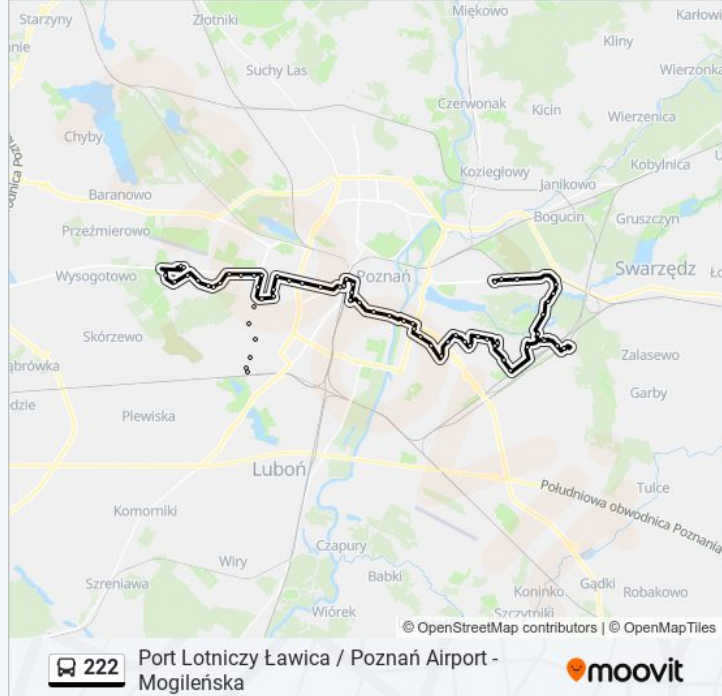 Starzyny
Złotniki
Miękowo
Karłowi
nie
Suchy Las
Kliny
Wierzonka
Czerwonak
Kicin
Wierzenica
Chyby
Koziegłowy
Kobylnica
Janikowo
Baranowo
Bogucin
Gruszczyn
Przeźmierowo
Wysogotowo
Poznań
Swarzędz
Skórzewo
Zalasewo
dzie
Garby
Plewiska
Luboń
Tulce
Południowa obwodnica Poznania
Komorniki
Czapury
Wiry
Babki
Gądki
Szreniawa
Koninko
Robakowo
Wiórek
Szczytniki
© OpenStreetMap contributors | © OpenMapTiles
222
Port Lotniczy Ławica / Poznań Airport -
Mogileńska
moovit